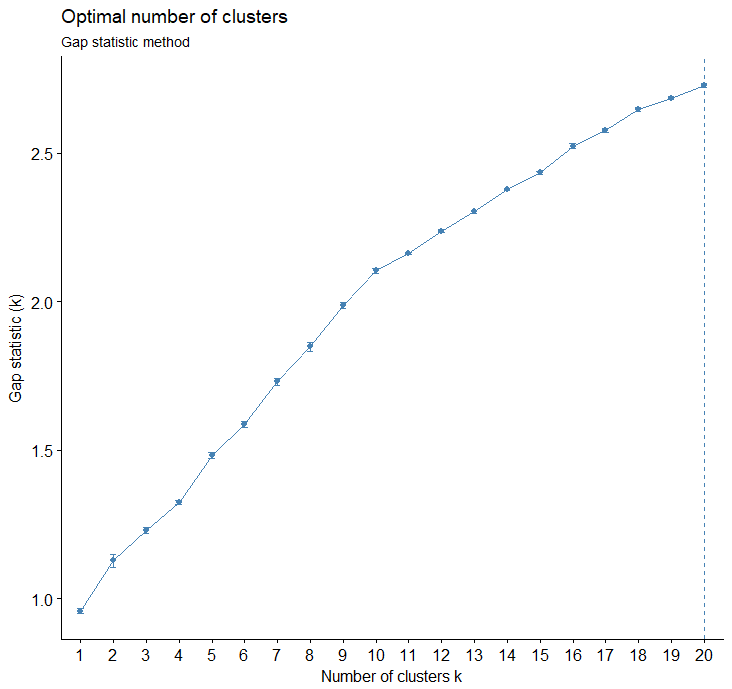 Optimal number of clusters
Gap statistic method
Gap statistic (k)
2.5
2.0
1.5
1.0
1 2 3 4 5 6 7 8 9 10 11 12 13 14 15 16 17 18 19 20
Number of clusters k